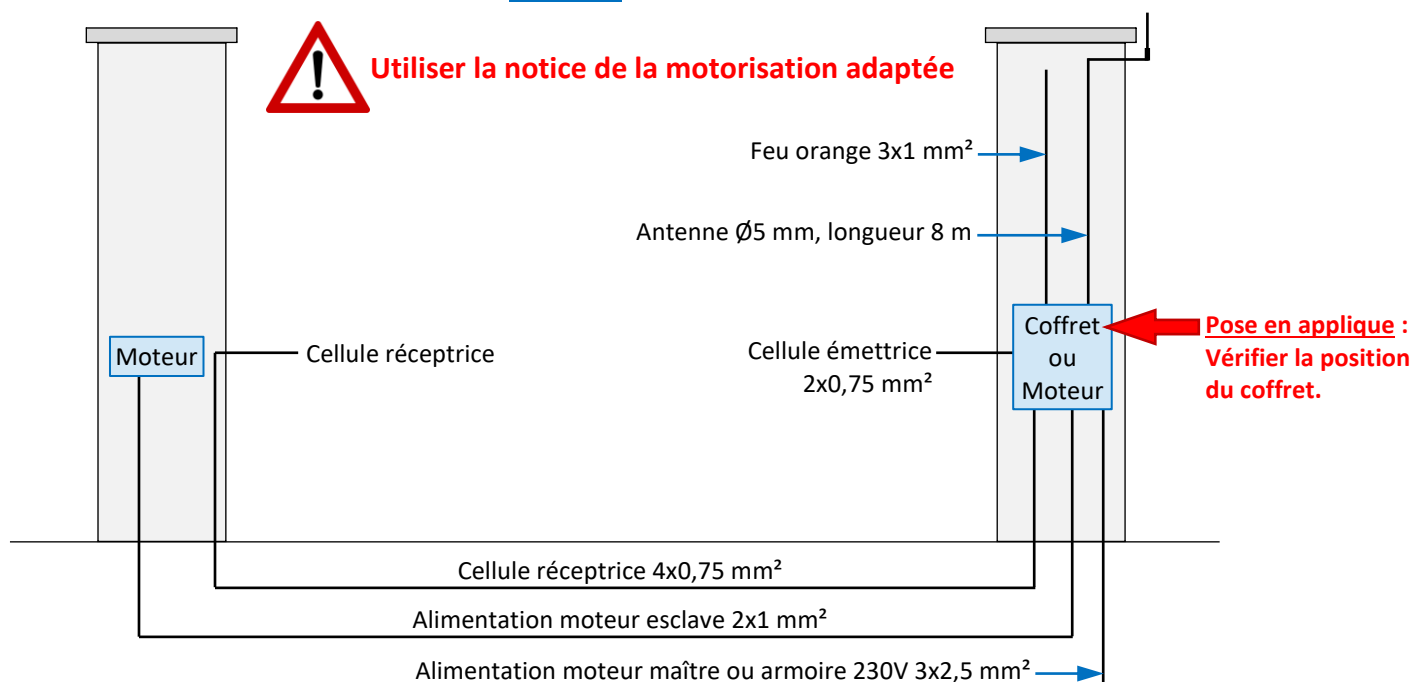 Utiliser la notice de la motorisation adaptée
Feu orange 3x1 mm²
Antenne Ø5 mm, longueur 8 m
Moteur
Cellule réceptrice
Cellule émettrice
2x0,75 mm²
Coffret
ou
Moteur
Pose en applique :
Vérifier la position
du coffret.
Cellule réceptrice 4x0,75 mm²
Alimentation moteur esclave 2x1 mm²
Alimentation moteur maître ou armoire 230V 3x2,5 mm²